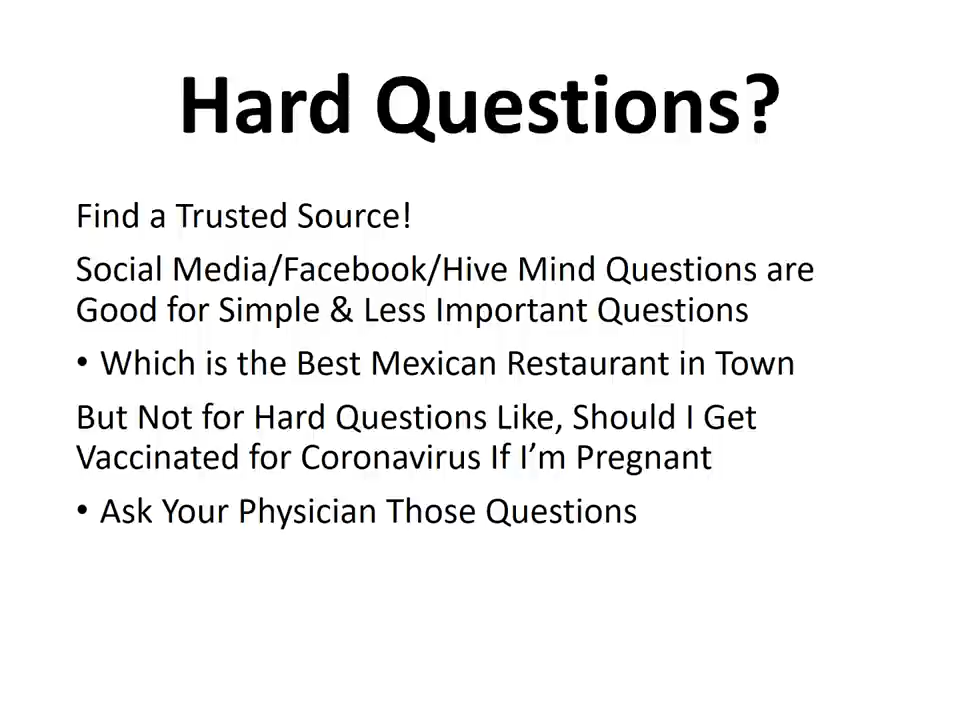 Hard Questions?
Find a Trusted Source!
Social Media/Facebook/Hive Mind Questions are
Good for Simple & Less Important Questions
• Which is the Best Mexican Restaurant in Town
But Not for Hard Questions Like, Should I Get
Vaccinated for Coronavirus If I’m Pregnant
• Ask Your Physician Those Questions